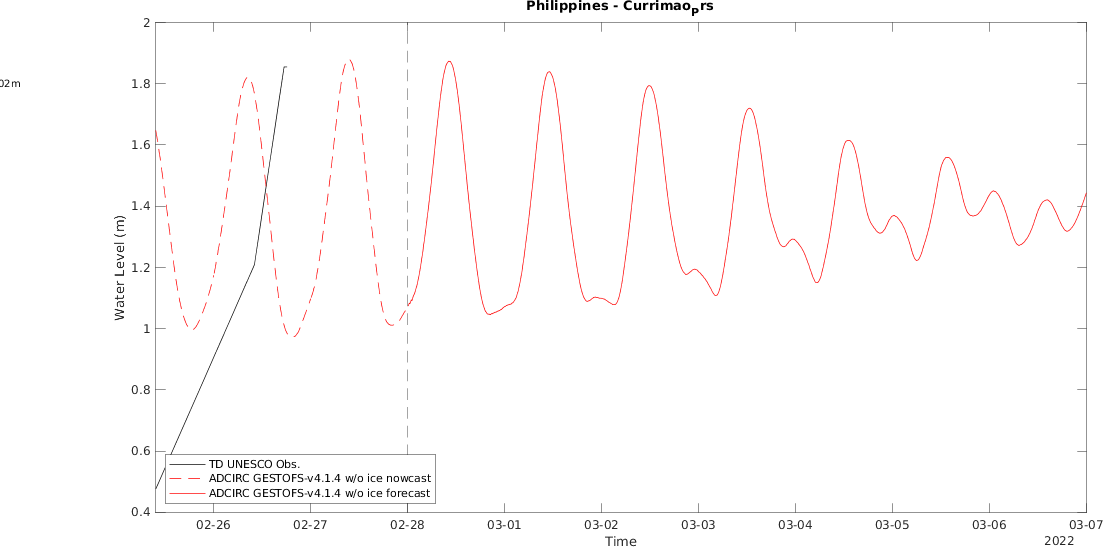 Philippines - Currimao_prs
02m
2
1.8
1.6
1.4
1.2
1
0.8
0.6
0.4
Water Level (m)
TD UNESCO Obs.
ADCIRC GESTOFS-v4.1.4 w/o ice nowcast
ADCIRC GESTOFS-v4.1.4 w/o ice forecast
02-26 02-27 02-28 03-01 03-02 03-03 03-04 03-05 03-06 03-07
Time
2022